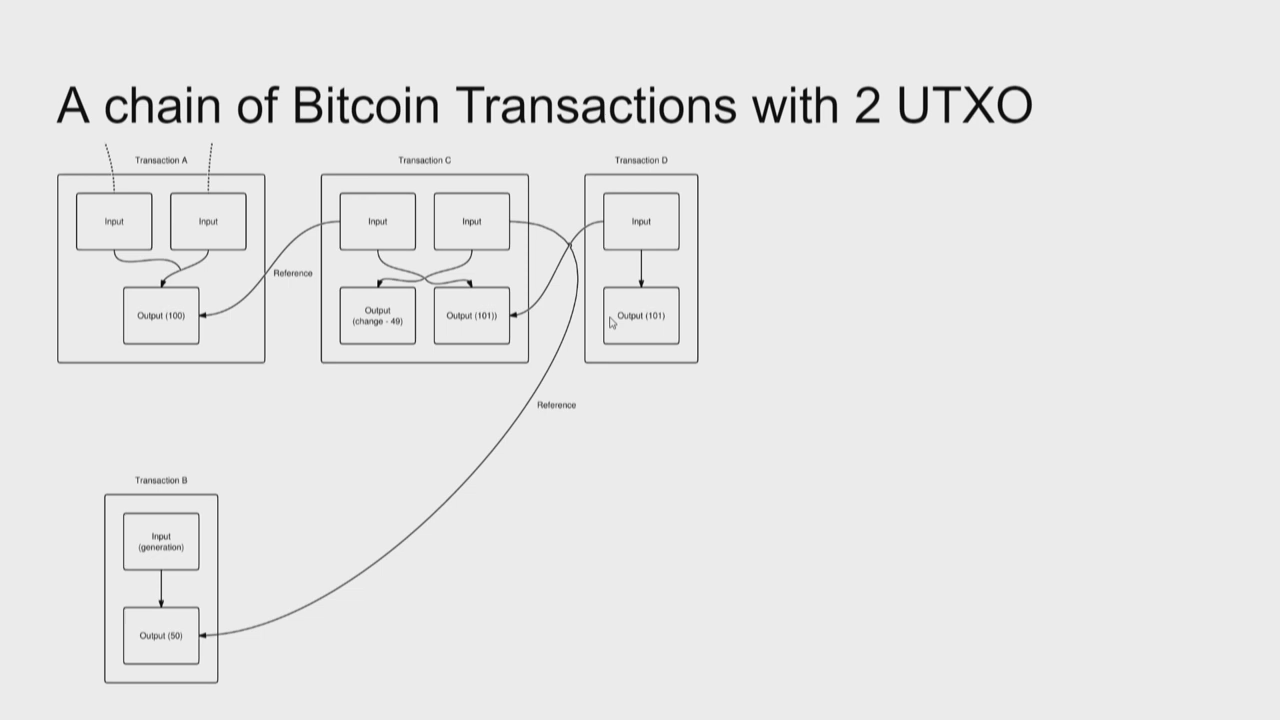 A chain of Bitcoin Transactions with 2 UTXO
Transaction A
Input
Input
Output (100)
Reference
Transaction C
Input
Input
Output
(change - 49)
Output (101))
Transaction D
Input
Output (101)
Reference
Transaction B
Input
(generation)
Output (50)